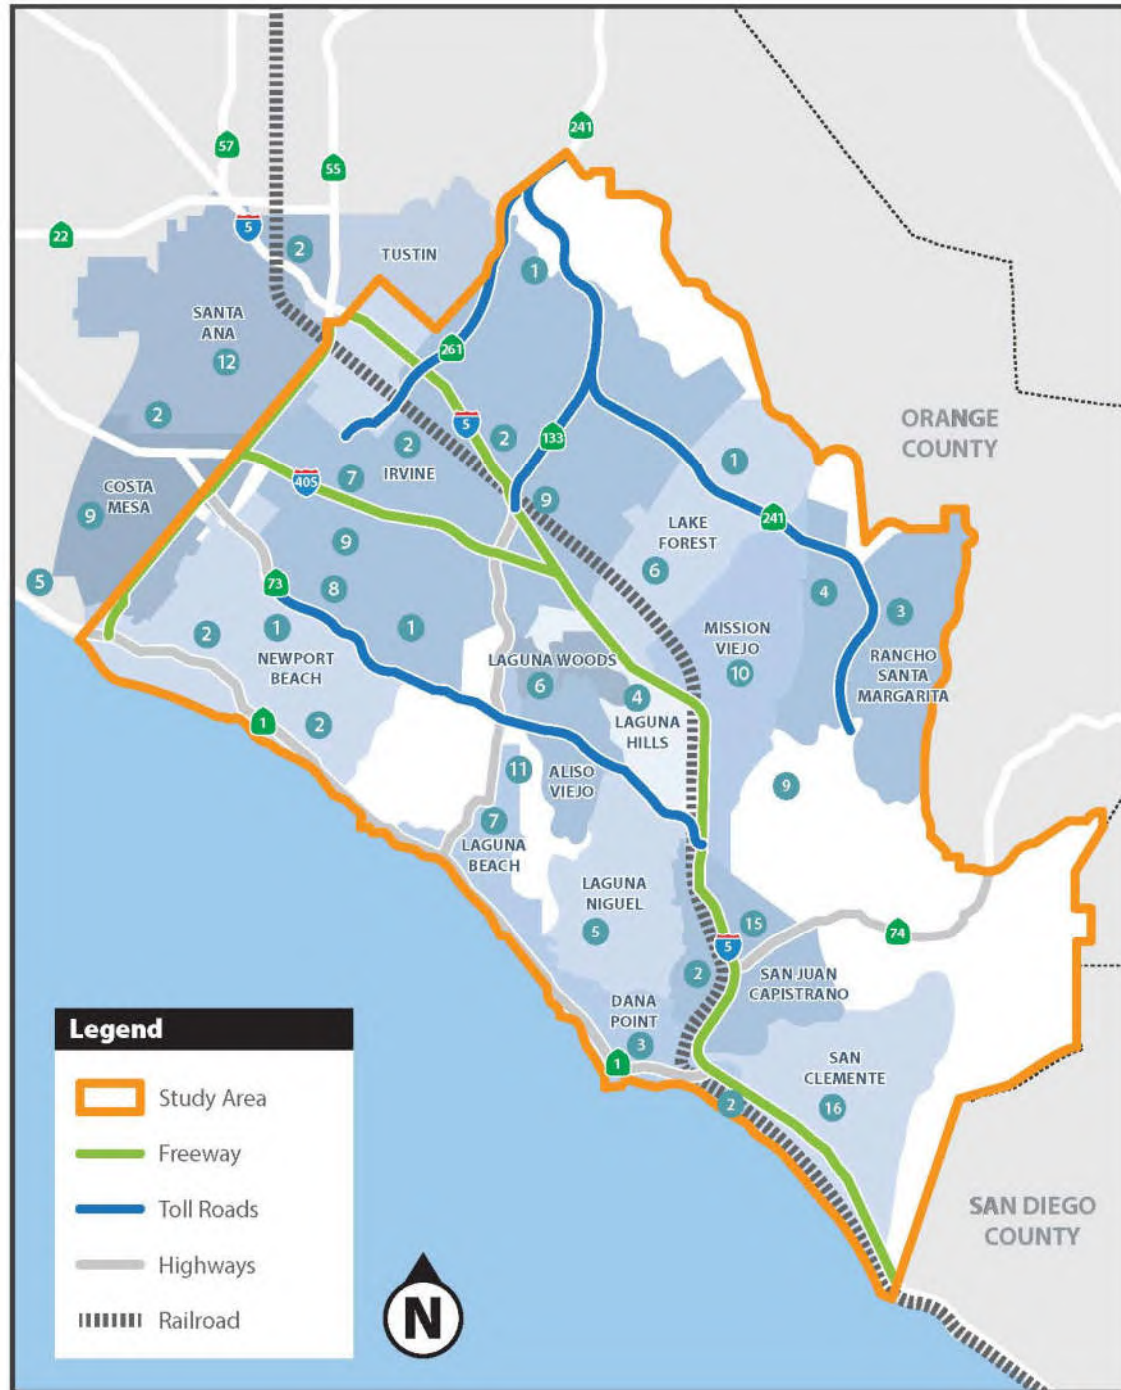 241
57
55
5
22
2
TUSTIN
1
SANTA
ANA
12
261
2
5
2
133
2
ORANGE
COUNTY
IRVINE
7
1
405
COSTA
MESA
9
9
241
LAKE
FOREST
9
6
5
73
8
4
3
2
1
1
MISSION
VIEJO
NEWPORT
BEACH
LAGUNA WOODS
10
RANCHO
SANTA
MARGARITA
6
4
1
2
LAGUNA
HILLS
11
ALISO
VIEJO
9
7
LAGUNA
BEACH
LAGUNA
NIGUEL
5
15
74
5
2
SAN JUAN
CAPISTRANO
DANA
POINT
3
1
SAN
CLEMENTE
2
16
Legend
Study Area
Freeway
Toll Roads
Highways
Railroad
N
SAN DIEGO
COUNTY